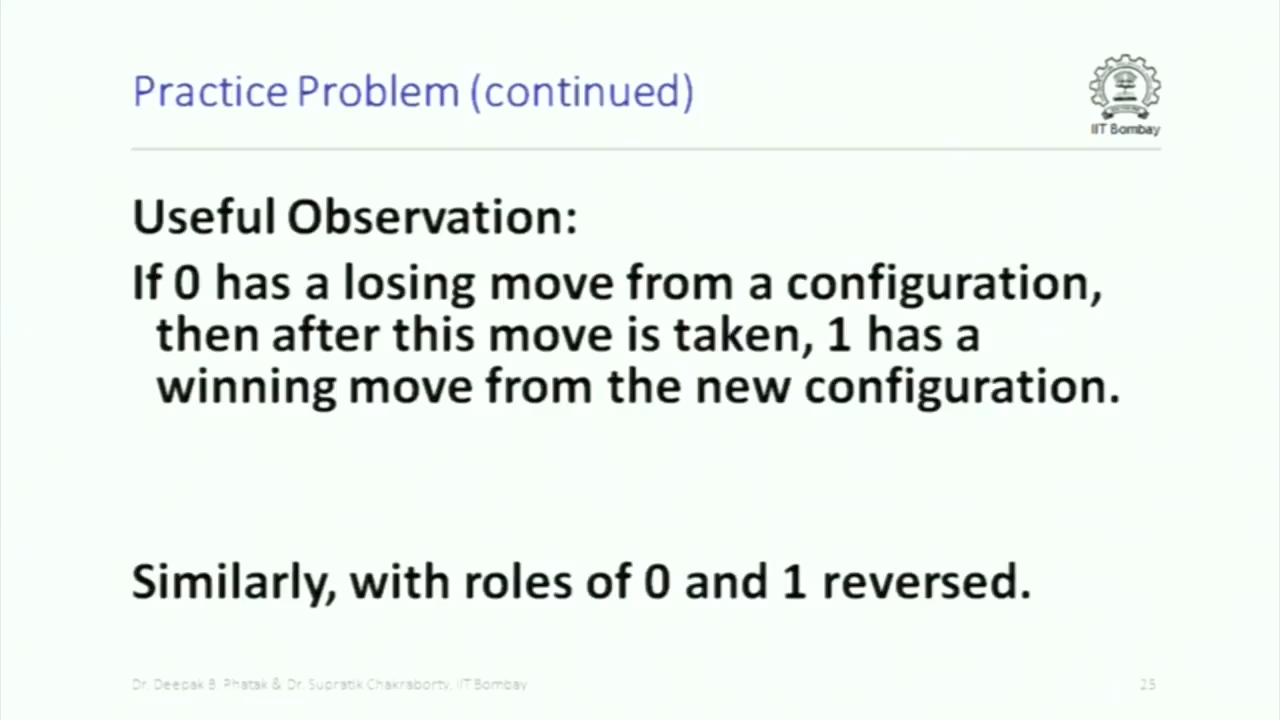 Practice Problem (continued)
IIT Bombay
Useful Observation:
If 0 has a losing move from a configuration,
then after this move is taken, 1 has a
winning move from the new configuration.
Similarly, with roles of 0 and 1 reversed.
Dr. Deepak B. Phatak & Dr. Supratik Chakraborty, IIT Bombay
25